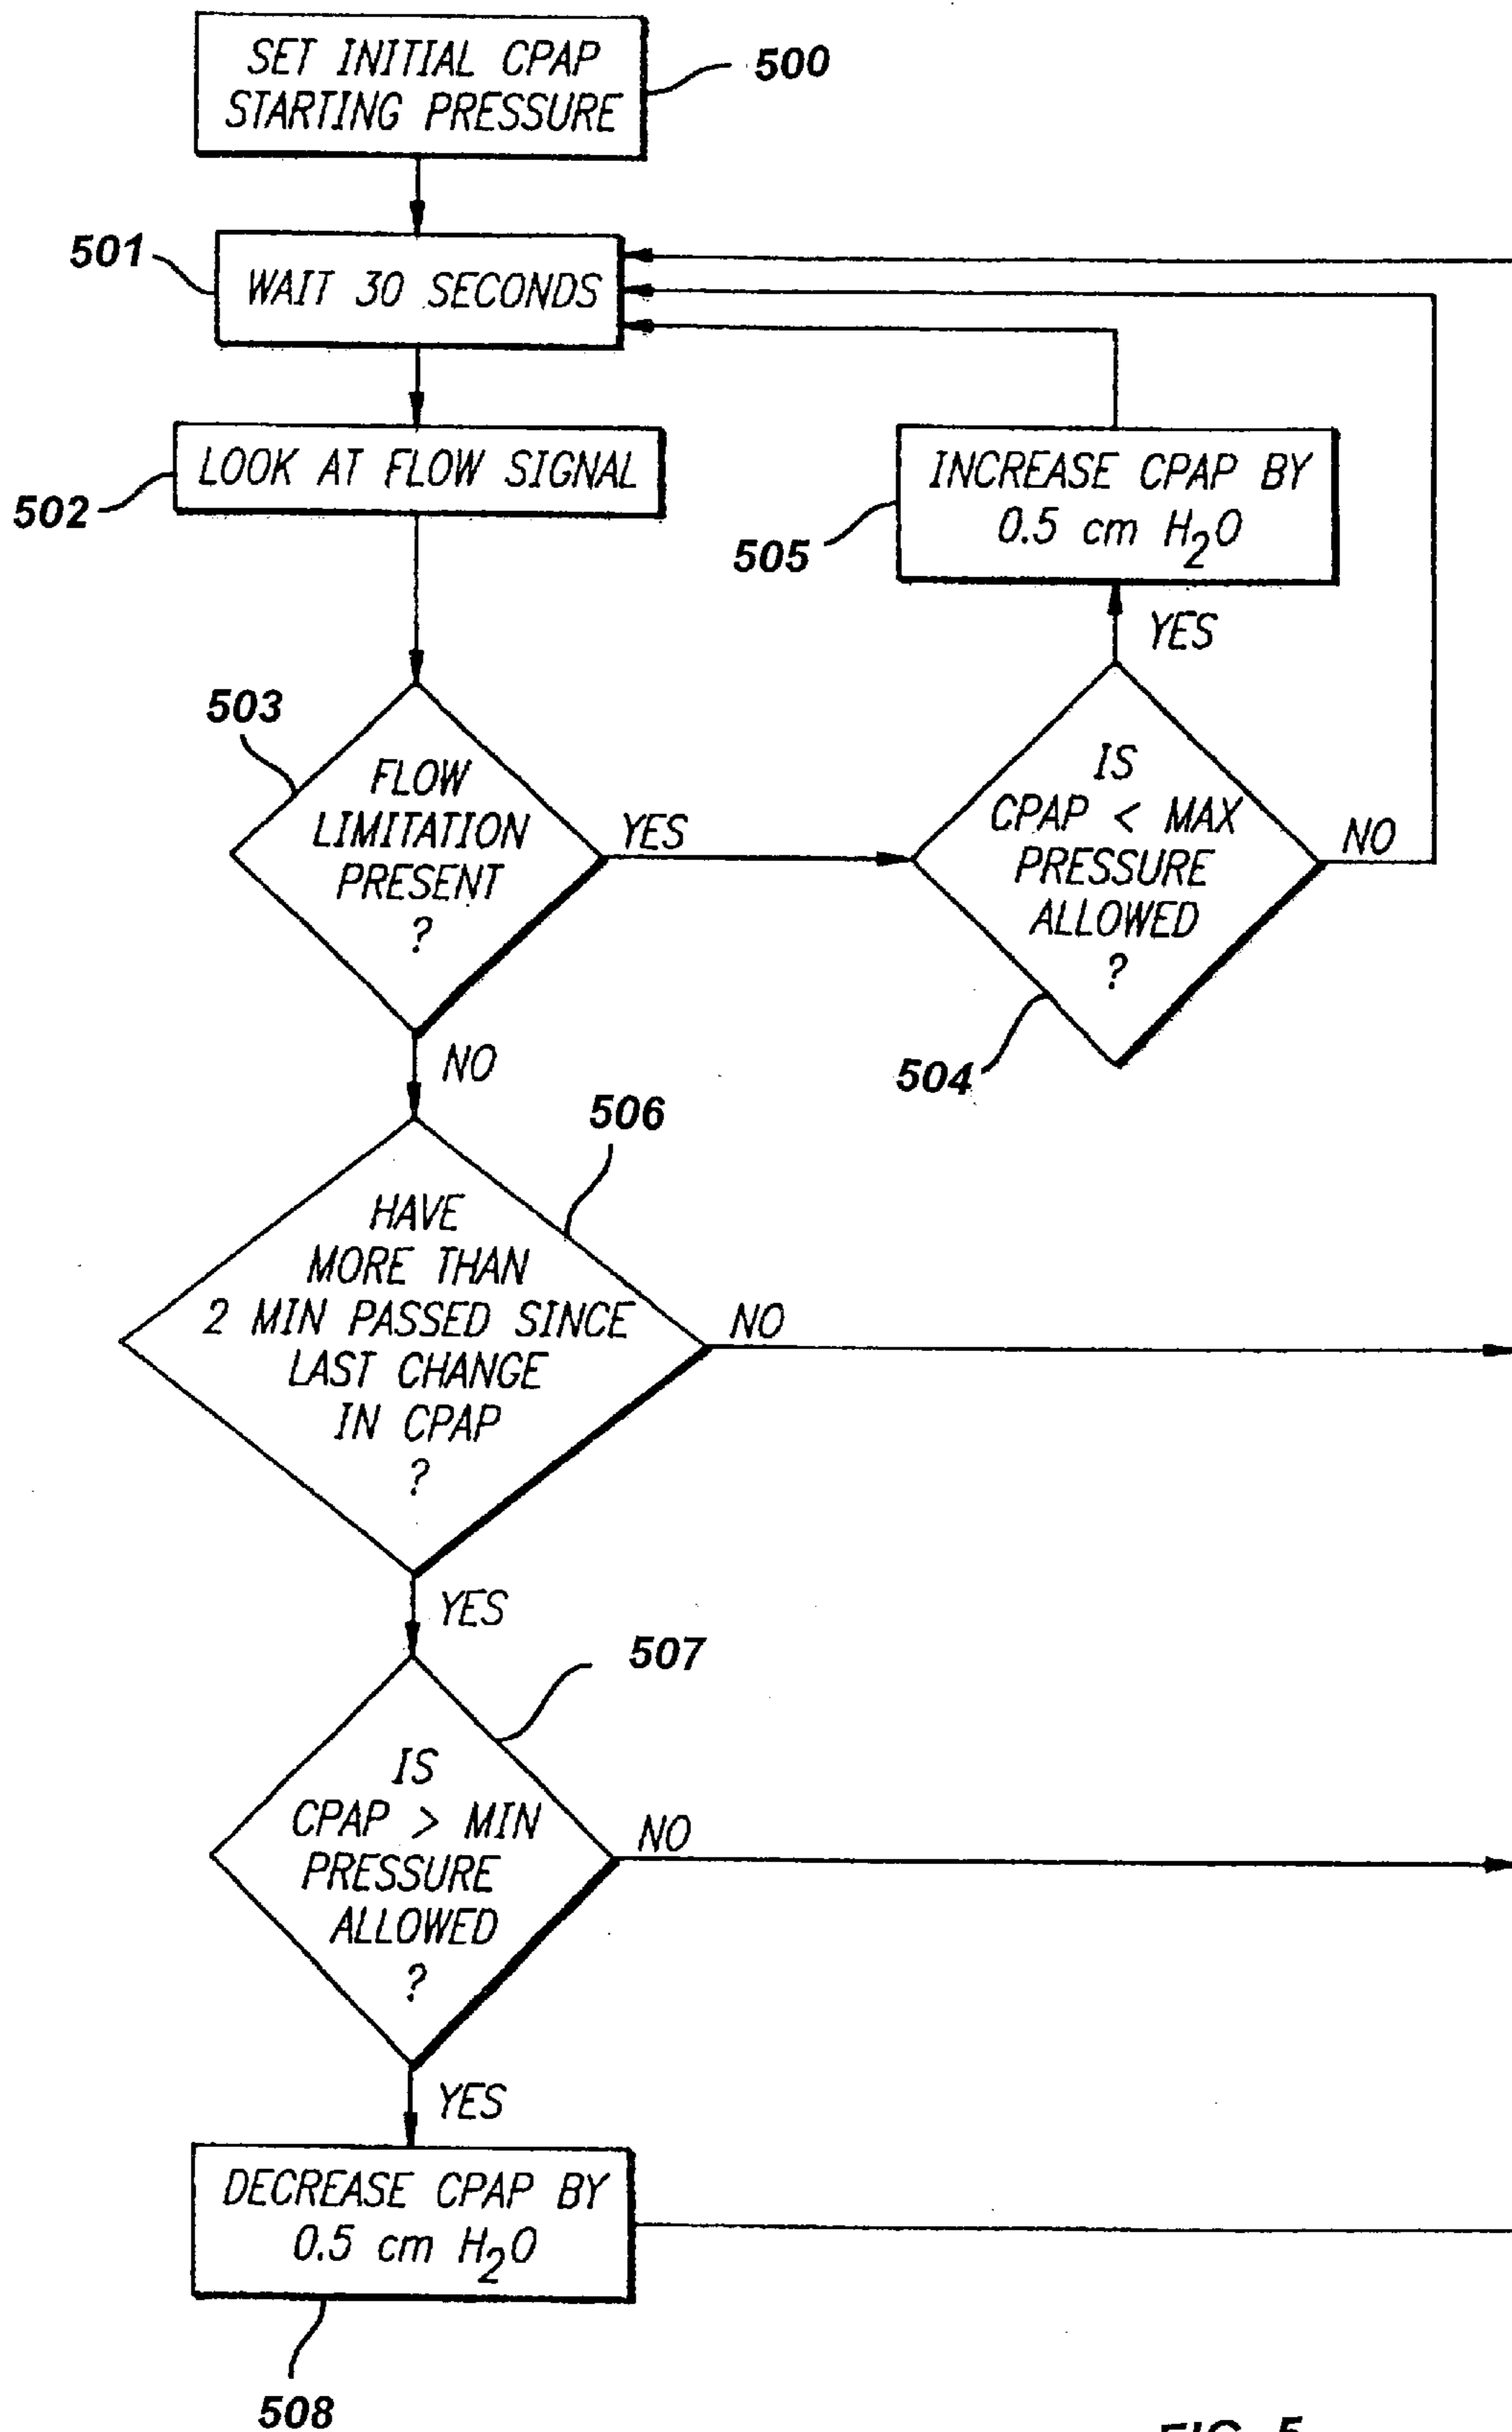 SET INITIAL CPAP
STARTING PRESSURE
500
501
WAIT 30 SECONDS
502
LOOK AT FLOW SIGNAL
505
INCREASE CPAP BY
0.5 cm H₂O
YES
503
FLOW
LIMITATION
PRESENT
?
YES
IS
CPAP < MAX
PRESSURE
ALLOWED
?
NO
504
NO
506
HAVE
MORE THAN
2 MIN PASSED SINCE
LAST CHANGE
IN CPAP
?
NO
YES
507
IS
CPAP > MIN
PRESSURE
ALLOWED
?
NO
YES
DECREASE CPAP BY
0.5 cm H₂O
508
FIG. 5